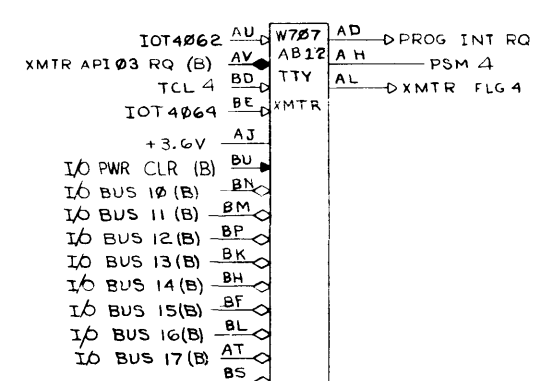 IOT4Ø62 AU W7Ø7 AD PROG INT RQ
XMTR API Ø3 RQ (B) AV AB12 AH PSM 4
TCL 4 BD TTY AL XMTR FLG4
IOT4Ø64 BE XMTR
+3.6V AJ
I/O PWR CLR (B) BU
I/O BUS 1Ø (B) BN
I/O BUS 11 (B) BM
I/O BUS 12(B) BP
I/O BUS 13(B) BK
I/O BUS 14(B) BH
I/O BUS 15(B) BF
I/O BUS 16(B) BL
I/O BUS 17(B) AT
BS